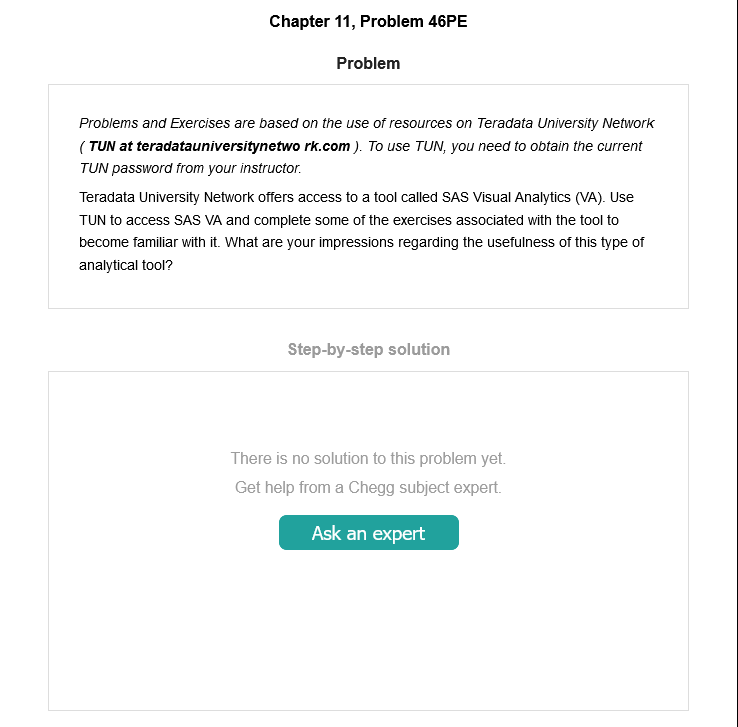 Chapter 11, Problem 46PE
Problem
Problems and Exercises are based on the use of resources on Teradata University Network
( TUN at teradatauniversitynetwo rk.com ). To use TUN, you need to obtain the current
TUN password from your instructor.
Teradata University Network offers access to a tool called SAS Visual Analytics (VA). Use
TUN to access SAS VA and complete some of the exercises associated with the tool to
become familiar with it. What are your impressions regarding the usefulness of this type of
analytical tool?
Step-by-step solution
There is no solution to this problem yet.
Get help from a Chegg subject expert.
Ask an expert